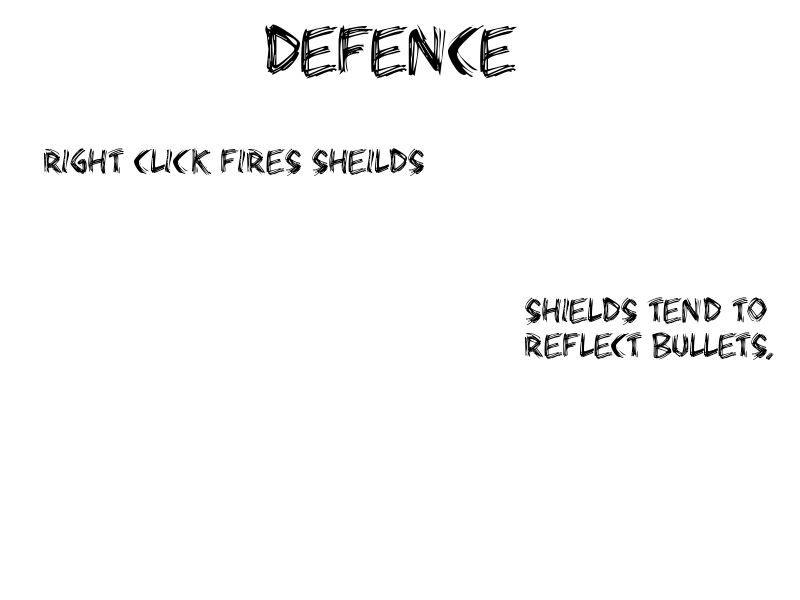 DEFENCE
RIGHT CLICK FIRES SHEILDS
SHIELDS TEND TO
REFLECT BULLETS.